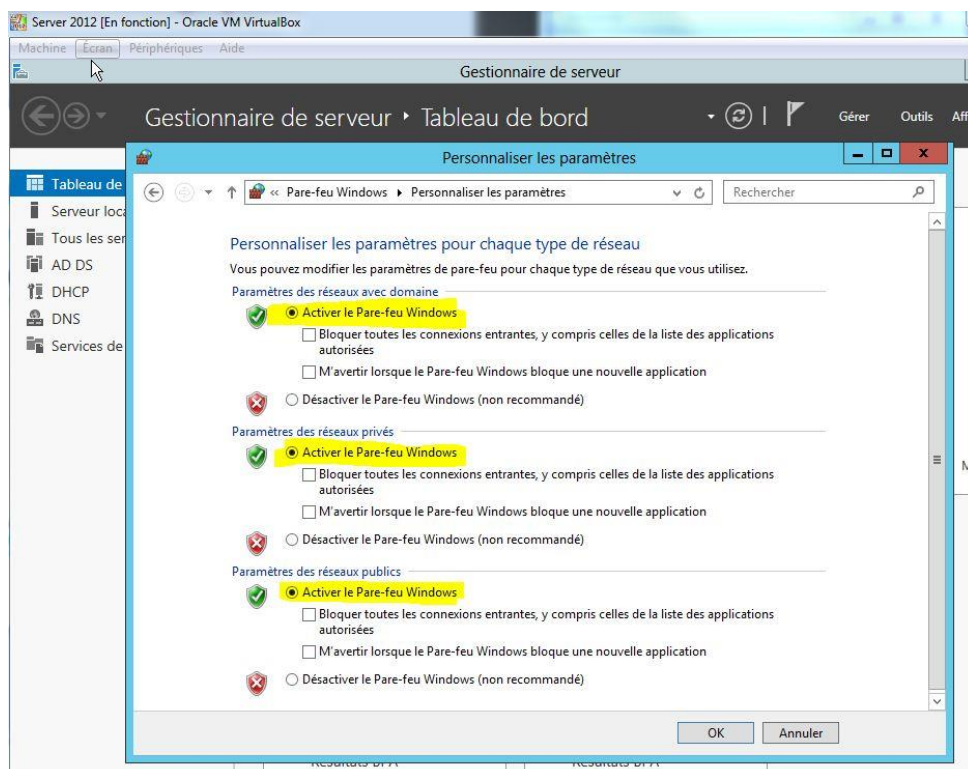 Server 2012 [En fonction] - Oracle VM VirtualBox
Machine Écran Périphériques Aide
Gestionnaire de serveur
Gestionnaire de serveur ‣ Tableau de bord
Gérer Outils Aff
Personnaliser les paramètres
« Pare-feu Windows ▸ Personnaliser les paramètres
Rechercher
Tableau de
Serveur loca
Tous les ser
AD DS
DHCP
DNS
Services de
Personnaliser les paramètres pour chaque type de réseau
Vous pouvez modifier les paramètres de pare-feu pour chaque type de réseau que vous utilisez.
Paramètres des réseaux avec domaine
Activer le Pare-feu Windows
Bloquer toutes les connexions entrantes, y compris celles de la liste des applications
autorisées
M'avertir lorsque le Pare-feu Windows bloque une nouvelle application
Désactiver le Pare-feu Windows (non recommandé)
Paramètres des réseaux privés
Activer le Pare-feu Windows
Bloquer toutes les connexions entrantes, y compris celles de la liste des applications
autorisées
M'avertir lorsque le Pare-feu Windows bloque une nouvelle application
Désactiver le Pare-feu Windows (non recommandé)
Paramètres des réseaux publics
Activer le Pare-feu Windows
Bloquer toutes les connexions entrantes, y compris celles de la liste des applications
autorisées
M'avertir lorsque le Pare-feu Windows bloque une nouvelle application
Désactiver le Pare-feu Windows (non recommandé)
OK Annuler